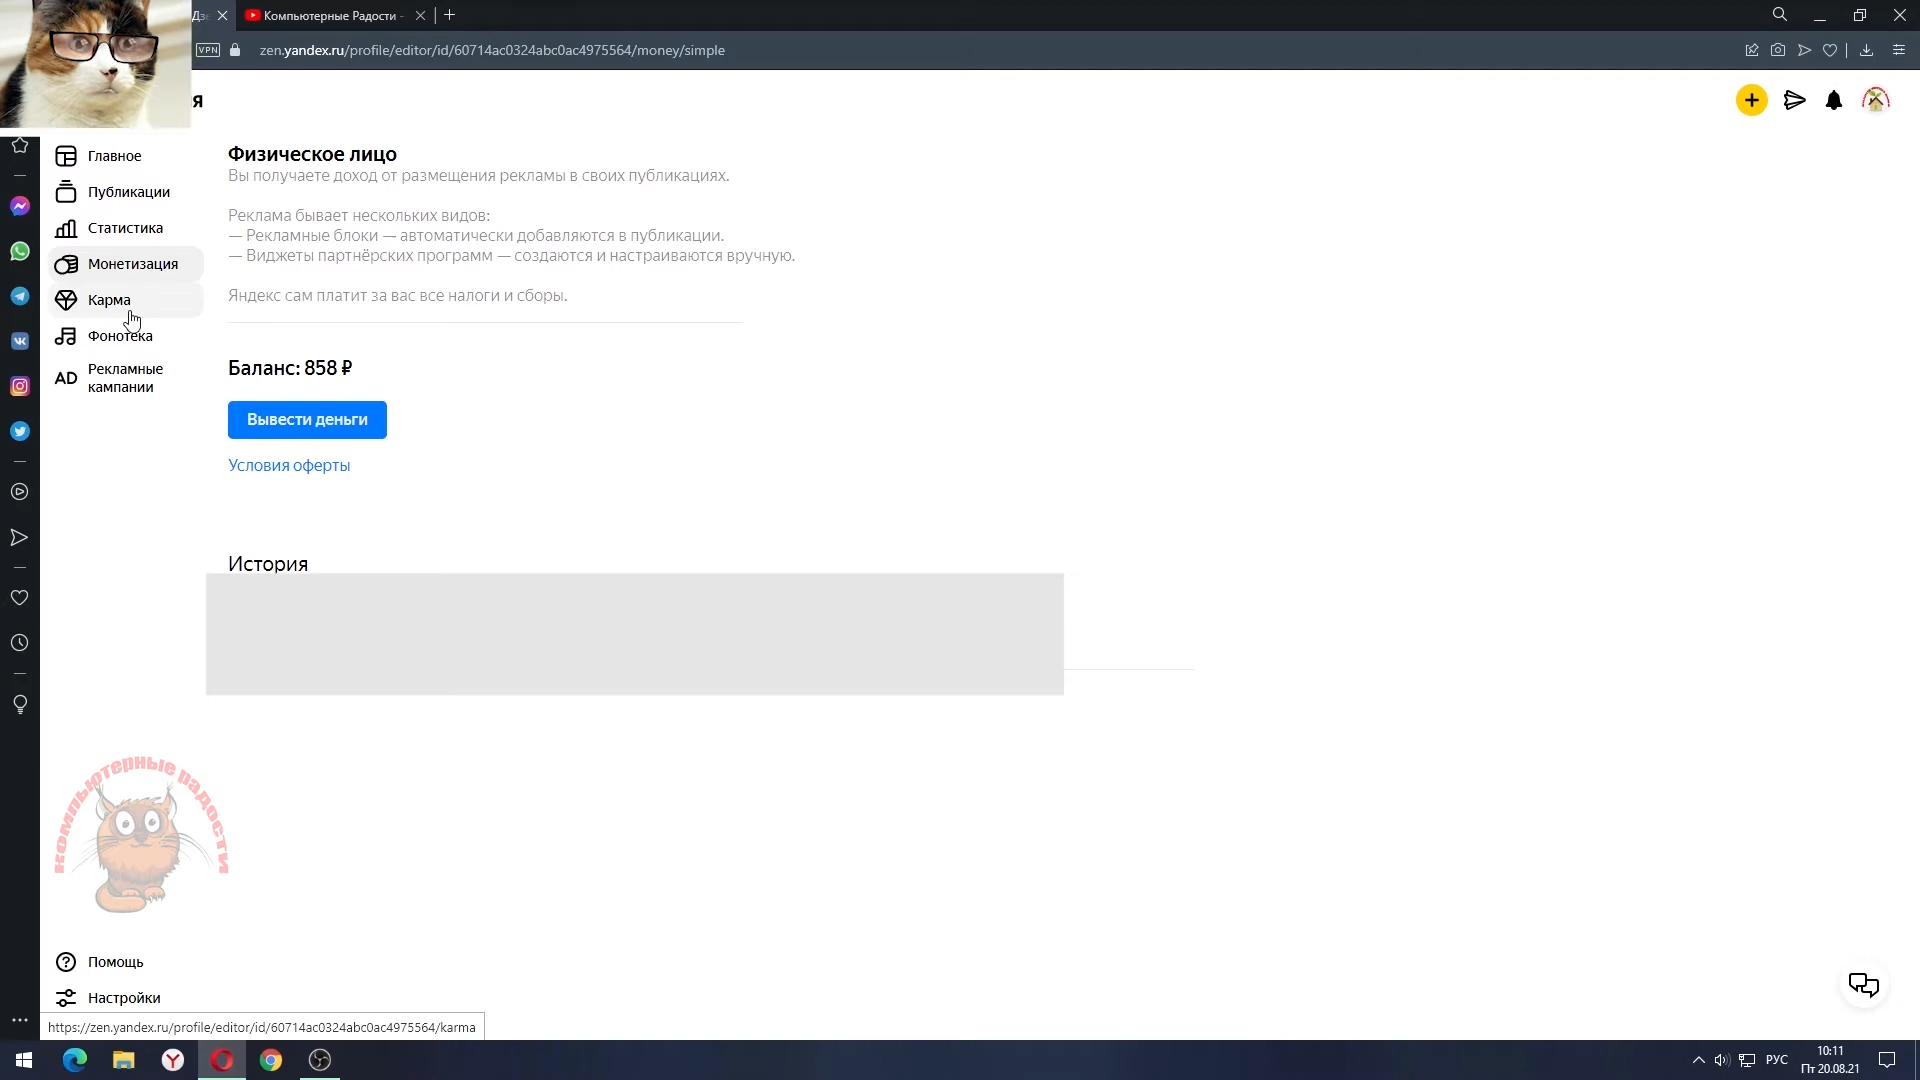 Дзе
Компьютерные Радости -
VPN
zen.yandex.ru/profile/editor/id/60714ac0324abc0ac4975564/money/simple
я
Главное
Публикации
Статистика
Монетизация
Карма
Фонотека
AD
Рекламные
кампании
Физическое лицо
Вы получаете доход от размещения рекламы в своих публикациях.
Реклама бывает нескольких видов:
— Рекламные блоки — автоматически добавляются в публикации.
— Виджеты партнёрских программ — создаются и настраиваются вручную.
Яндекс сам платит за вас все налоги и сборы.
Баланс: 858 ₽
Вывести деньги
Условия оферты
История
компьютерные радости
Помощь
Настройки
https://zen.yandex.ru/profile/editor/id/60714ac0324abc0ac4975564/karma
РУС
10:11
Пт 20.08.21